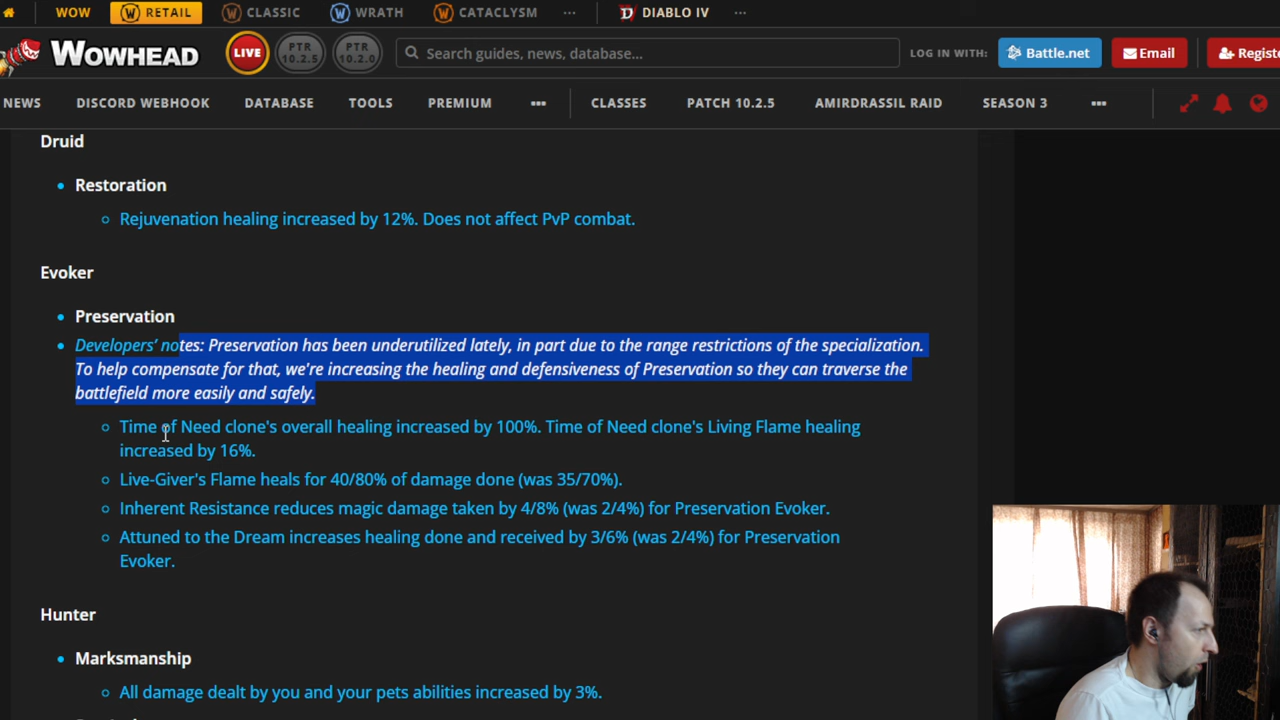 WOW RETAIL CLASSIC WRATH CATACLYSM ... DIABLO IV ...
WOWHEAD LIVE PTR 10.2.5 PTR 10.2.0 Search guides, news, database... LOG IN WITH: Battle.net Email Registe
NEWS DISCORD WEBHOOK DATABASE TOOLS PREMIUM ... CLASSES PATCH 10.2.5 AMIRDRASSIL RAID SEASON 3 ...
Druid
• Restoration
Rejuvenation healing increased by 12%. Does not affect PvP combat.
Evoker
• Preservation
• Developers' notes: Preservation has been underutilized lately, in part due to the range restrictions of the specialization.
To help compensate for that, we're increasing the healing and defensiveness of Preservation so they can traverse the
battlefield more easily and safely.
Time of Need clone's overall healing increased by 100%. Time of Need clone's Living Flame healing
increased by 16%.
Live-Giver's Flame heals for 40/80% of damage done (was 35/70%).
Inherent Resistance reduces magic damage taken by 4/8% (was 2/4%) for Preservation Evoker.
Attuned to the Dream increases healing done and received by 3/6% (was 2/4%) for Preservation
Evoker.
Hunter
• Marksmanship
All damage dealt by you and your pets abilities increased by 3%.